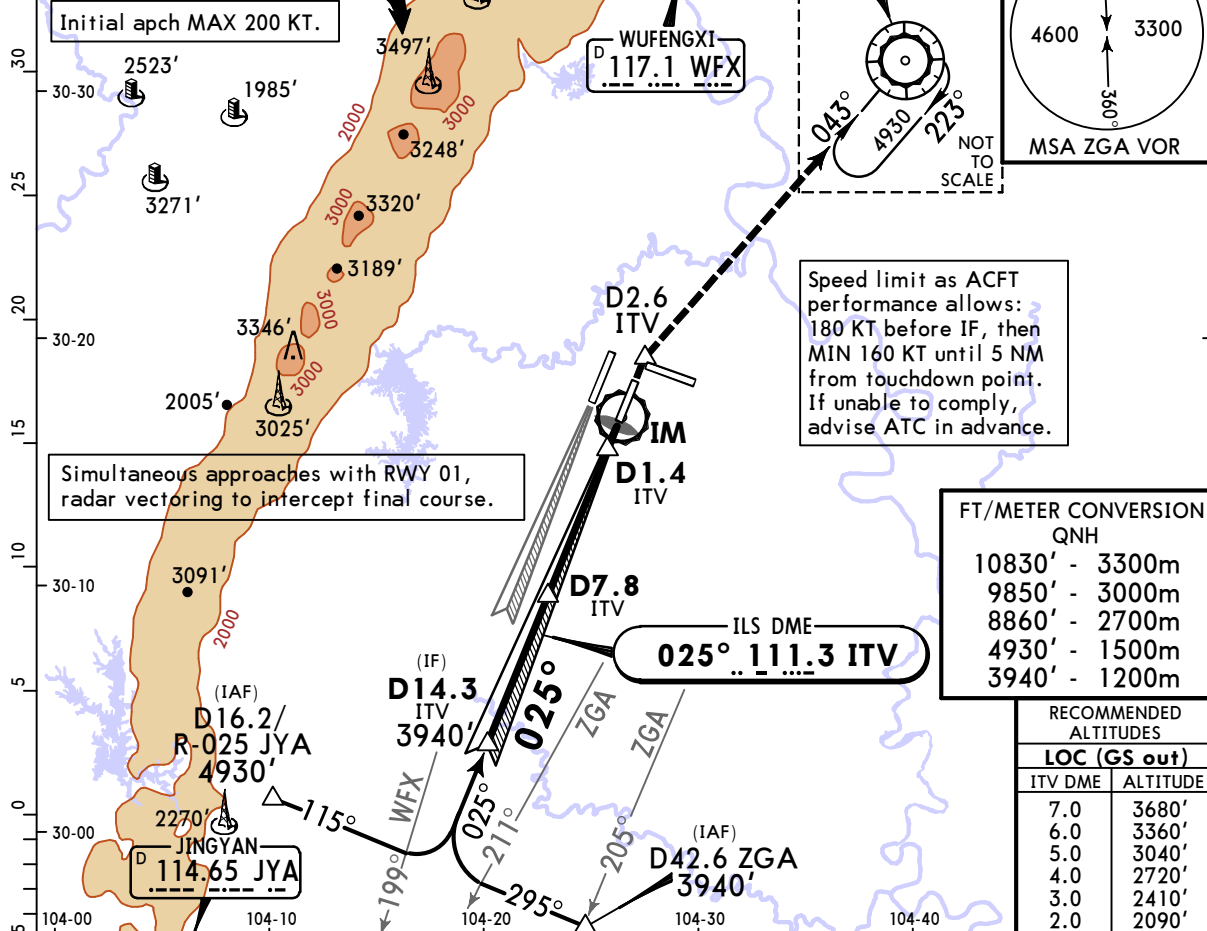 Initial apch MAX 200 KT.
3497'
2523'
1985'
30-30
2000
3000
3248'
3271'
WUFENGXI
D 117.1 WFX
043°
4930
223°
NOT
TO
SCALE
4600
3300
360°
MSA ZGA VOR
30
25
20
15
10
5
0
5
3000
3320'
3189'
3000
3346'
3000
30-20
2005'
3025'
D2.6
ITV
Speed limit as ACFT
performance allows:
180 KT before IF, then
MIN 160 KT until 5 NM
from touchdown point.
If unable to comply,
advise ATC in advance.
IM
D1.4
ITV
Simultaneous approaches with RWY 01,
radar vectoring to intercept final course.
FT/METER CONVERSION
QNH
10830' - 3300m
9850' - 3000m
8860' - 2700m
4930' - 1500m
3940' - 1200m
3091'
30-10
2000
D7.8
ITV
ILS DME
025° 111.3 ITV
025°
(IF)
D14.3
ITV
3940'
ZGA
ZGA
(IAF)
D16.2/
R-025 JYA
4930'
115°
2270'
30-00
JINGYAN
D 114.65 JYA
WFX
199°
025°
211°
205°
295°
(IAF)
D42.6 ZGA
3940'
RECOMMENDED
ALTITUDES
LOC (GS out)
ITV DME ALTITUDE
7.0 3680'
6.0 3360'
5.0 3040'
4.0 2720'
3.0 2410'
2.0 2090'
104-00
104-10
104-20
104-30
104-40